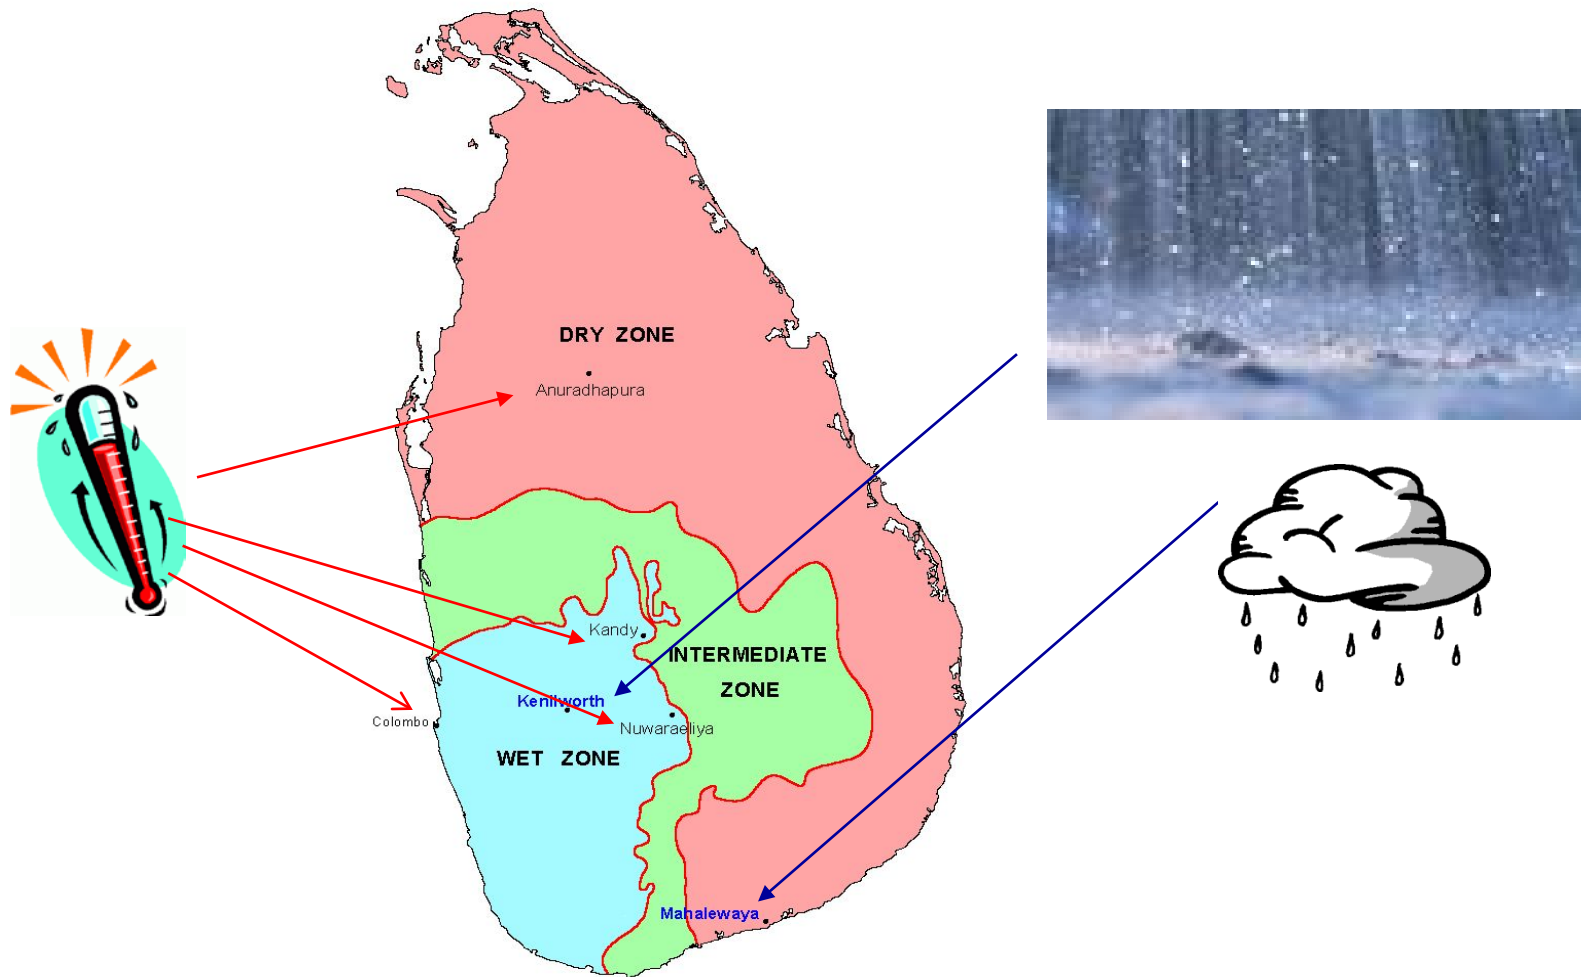 DRY ZONE
Anuradhapura
Kandy
INTERMEDIATE
ZONE
Kenilworth
Colombo
Nuwaraeliya
WET ZONE
Mahalewaya